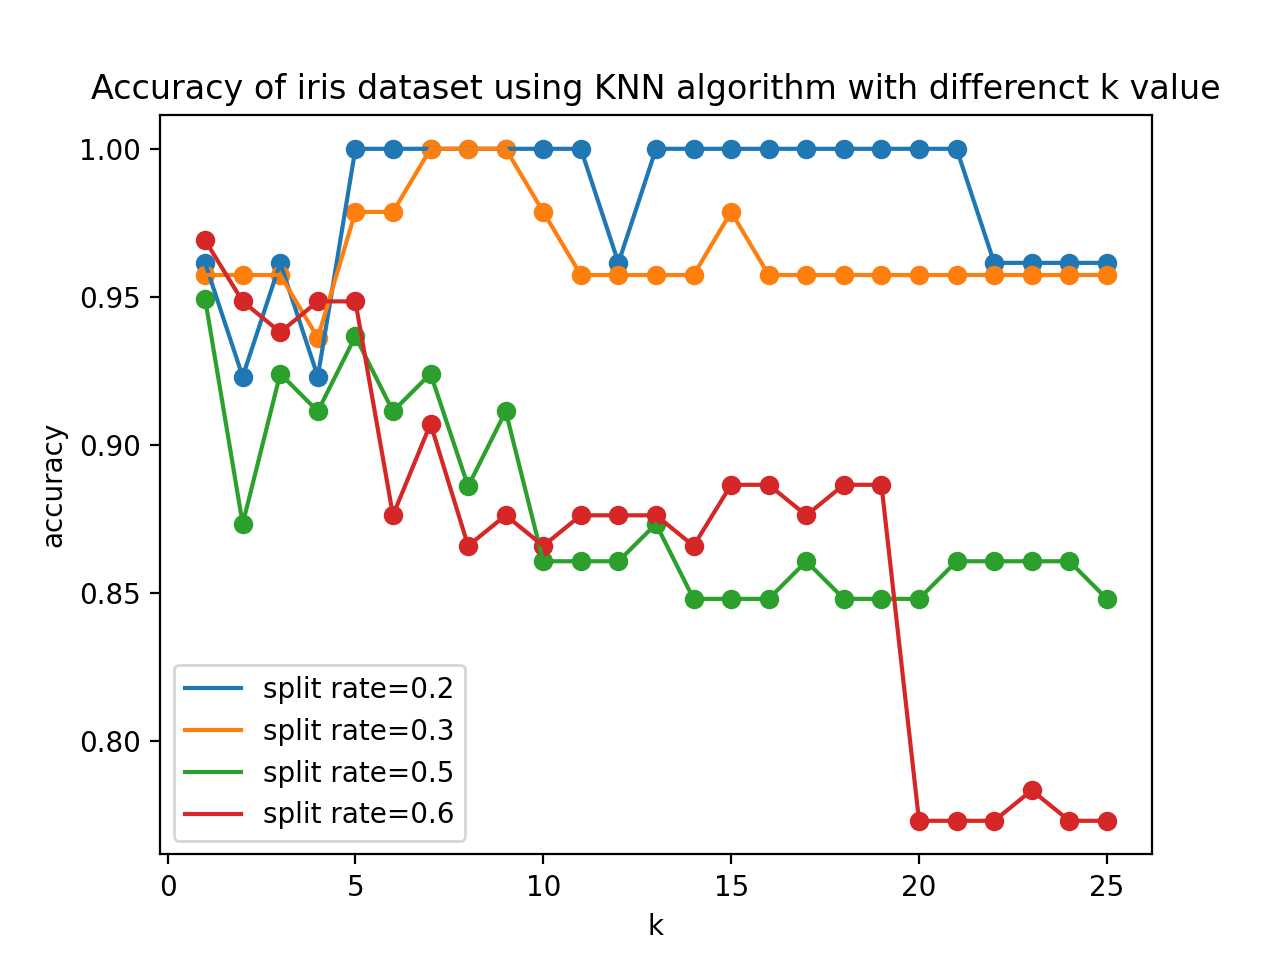 Accuracy of iris dataset using KNN algorithm with differenct k value
1.00
0.95
0.90
0.85
0.80
accuracy
split rate=0.2
split rate=0.3
split rate=0.5
split rate=0.6
0 5 10 15 20 25
k